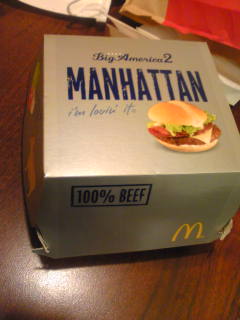 Big America 2
MANHATTAN
i'm lovin' it
100% BEEF